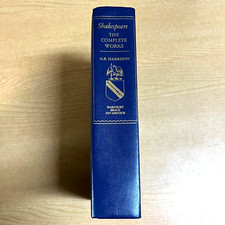 Shakespeare
THE
COMPLETE
WORKS
G.B. HARRISON
HARCOURT
BRACE
JOVANOVICH